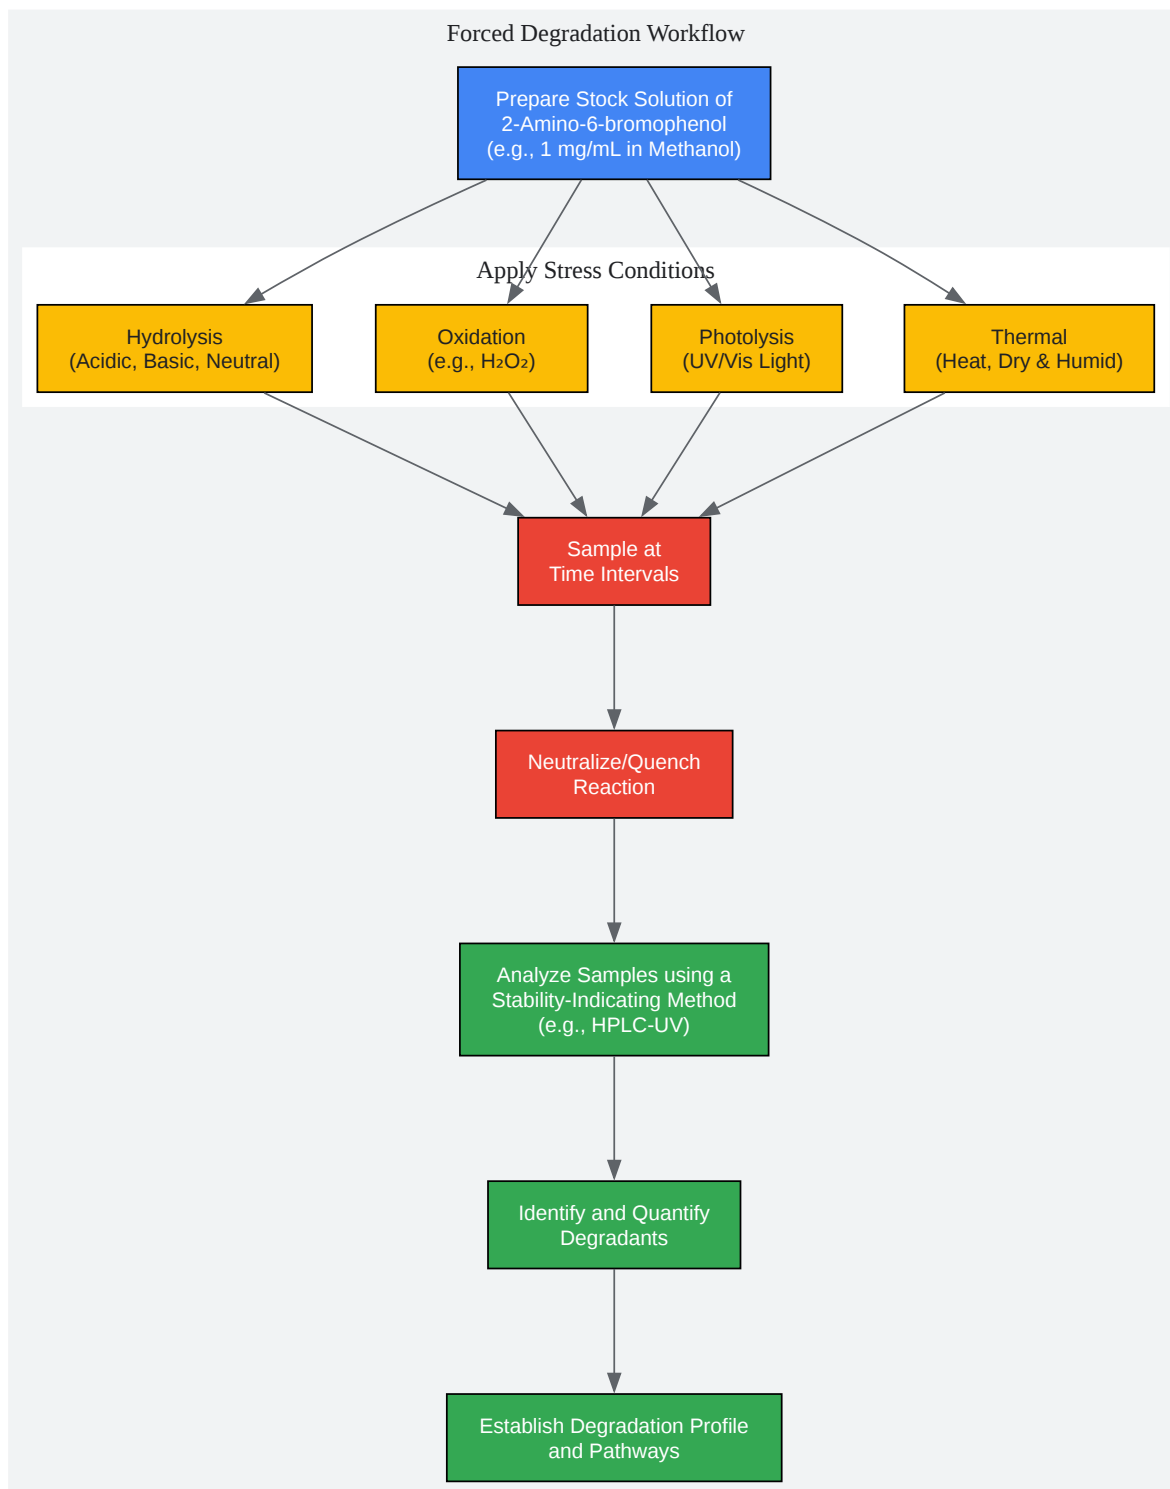 Forced Degradation Workflow
Prepare Stock Solution of
2-Amino-6-bromophenol
(e.g., 1 mg/mL in Methanol)
Apply Stress Conditions
Hydrolysis
(Acidic, Basic, Neutral)
Oxidation
(e.g., H₂O₂)
Photolysis
(UV/Vis Light)
Thermal
(Heat, Dry & Humid)
Sample at
Time Intervals
Neutralize/Quench
Reaction
Analyze Samples using a
Stability-Indicating Method
(e.g., HPLC-UV)
Identify and Quantify
Degradants
Establish Degradation Profile
and Pathways